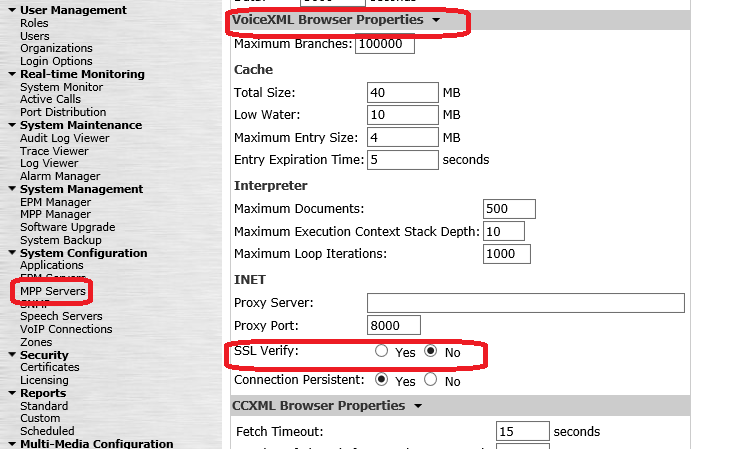 User Management
Roles
Users
Organizations
Login Options
Real-time Monitoring
System Monitor
Active Calls
Port Distribution
System Maintenance
Audit Log Viewer
Trace Viewer
Log Viewer
Alarm Manager
System Management
EPM Manager
MPP Manager
Software Upgrade
System Backup
System Configuration
Applications
EPM Servers
MPP Servers
SNMP
Speech Servers
VoIP Connections
Zones
Security
Certificates
Licensing
Reports
Standard
Custom
Scheduled
Multi-Media Configuration
VoiceXML Browser Properties
Maximum Branches: 100000
Cache
Total Size: 40 MB
Low Water: 10 MB
Maximum Entry Size: 4 MB
Entry Expiration Time: 5 seconds
Interpreter
Maximum Documents: 500
Maximum Execution Context Stack Depth: 10
Maximum Loop Iterations: 1000
INET
Proxy Server:
Proxy Port: 8000
SSL Verify: Yes No
Connection Persistent: Yes No
CCXML Browser Properties
Fetch Timeout: 15 seconds